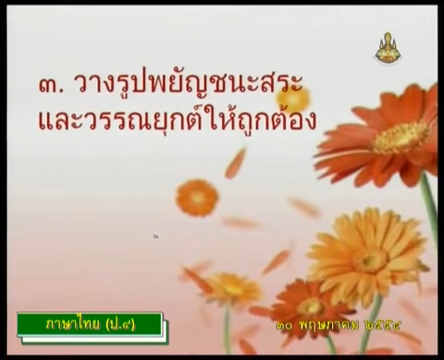 ๓. วางรูปพยัญชนะสระ
และวรรณยุกต์ให้ถูกต้อง
ภาษาไทย (ป.๔)
๓๐ พฤษภาคม ๒๕๕๔